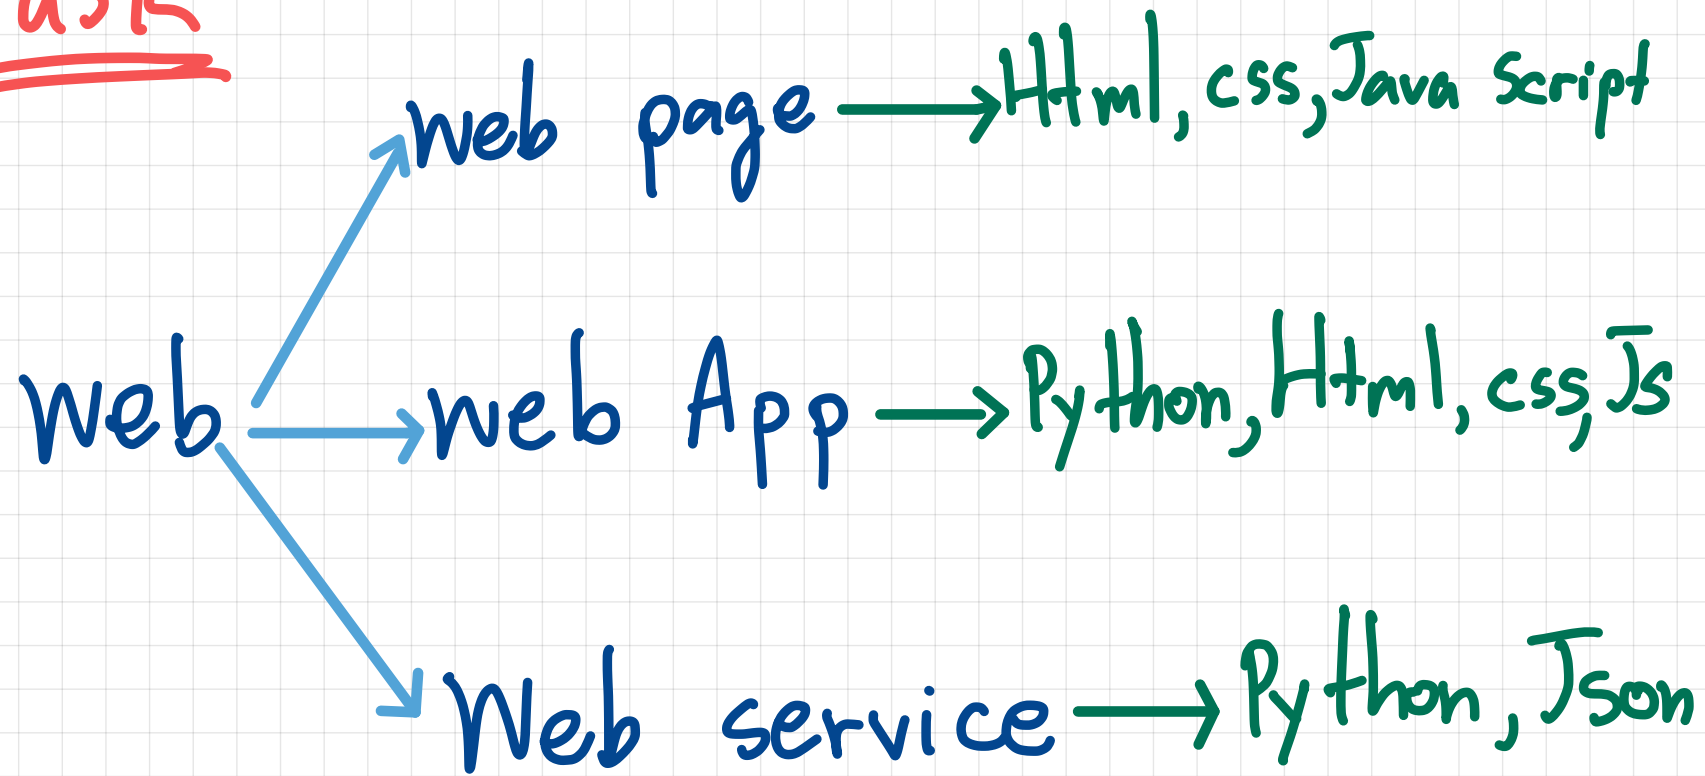 web page → Html, css, Java Script
web → web App → Python, Html, css, Js
Web service → Python, Json